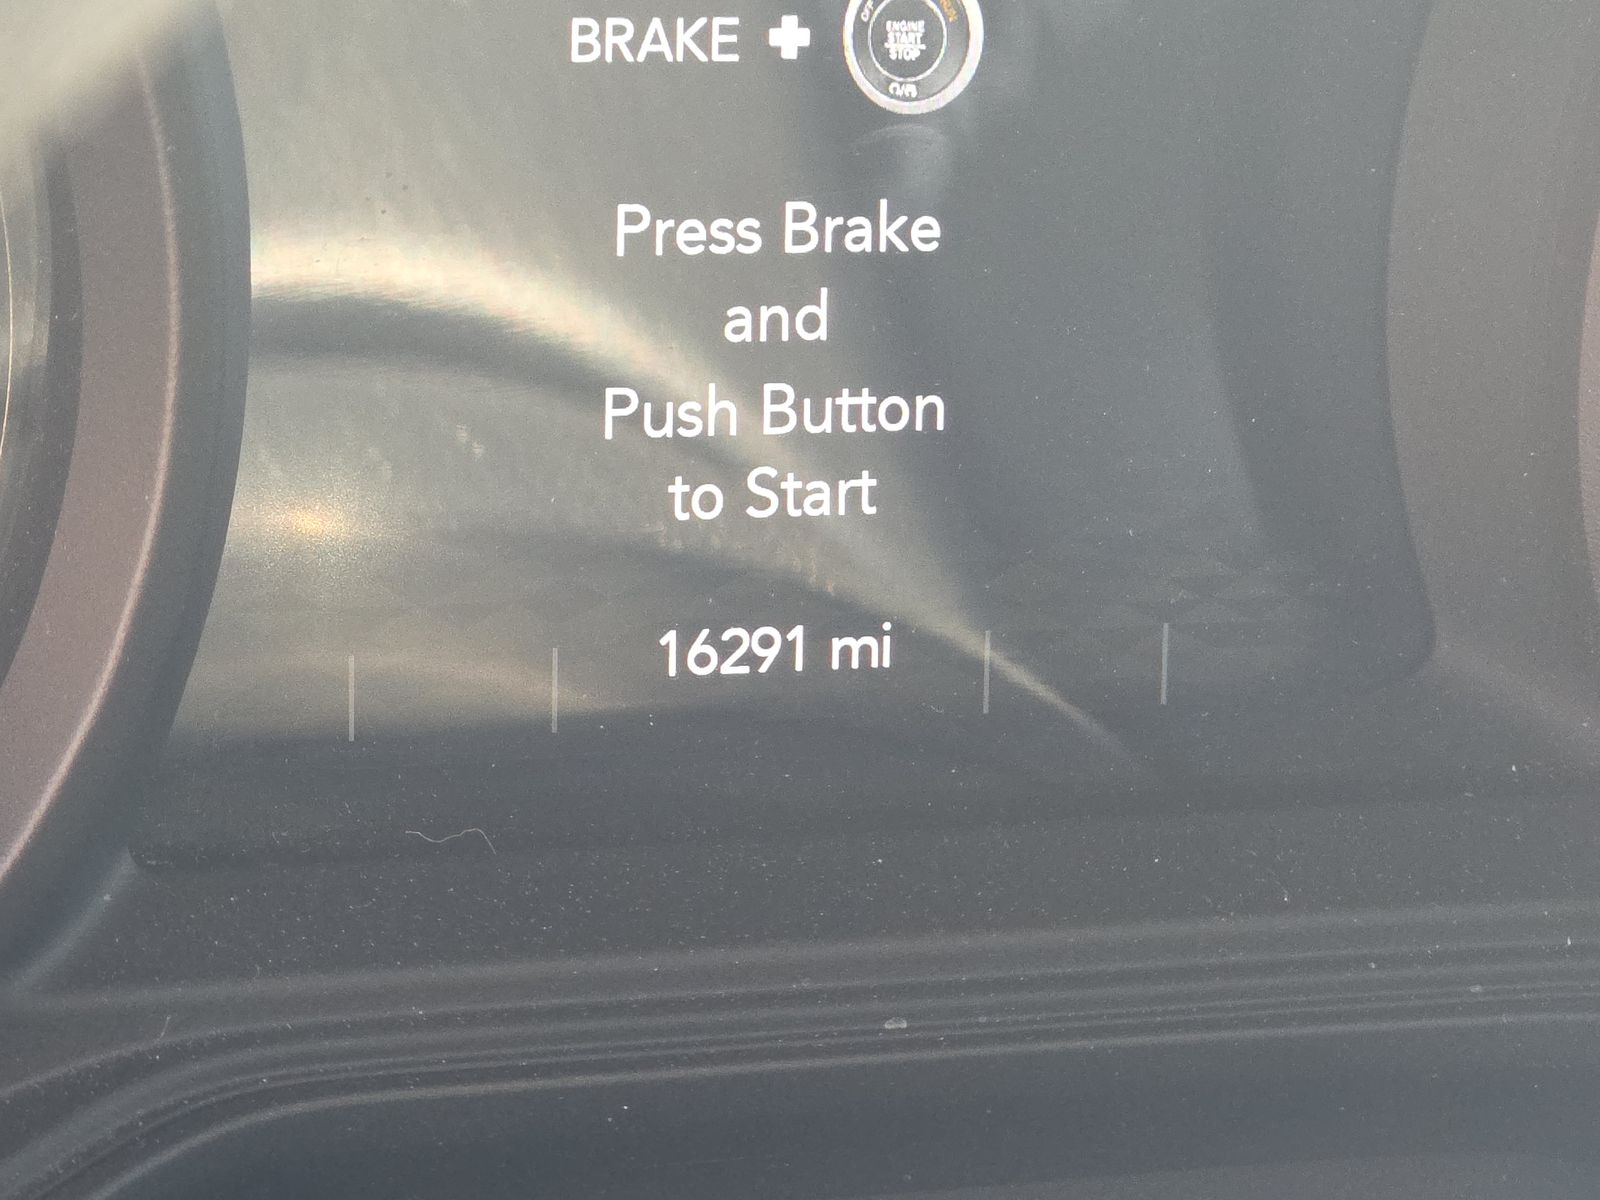 BRAKE +
ENGINE
START
STOP
Press Brake
and
Push Button
to Start
16291 mi